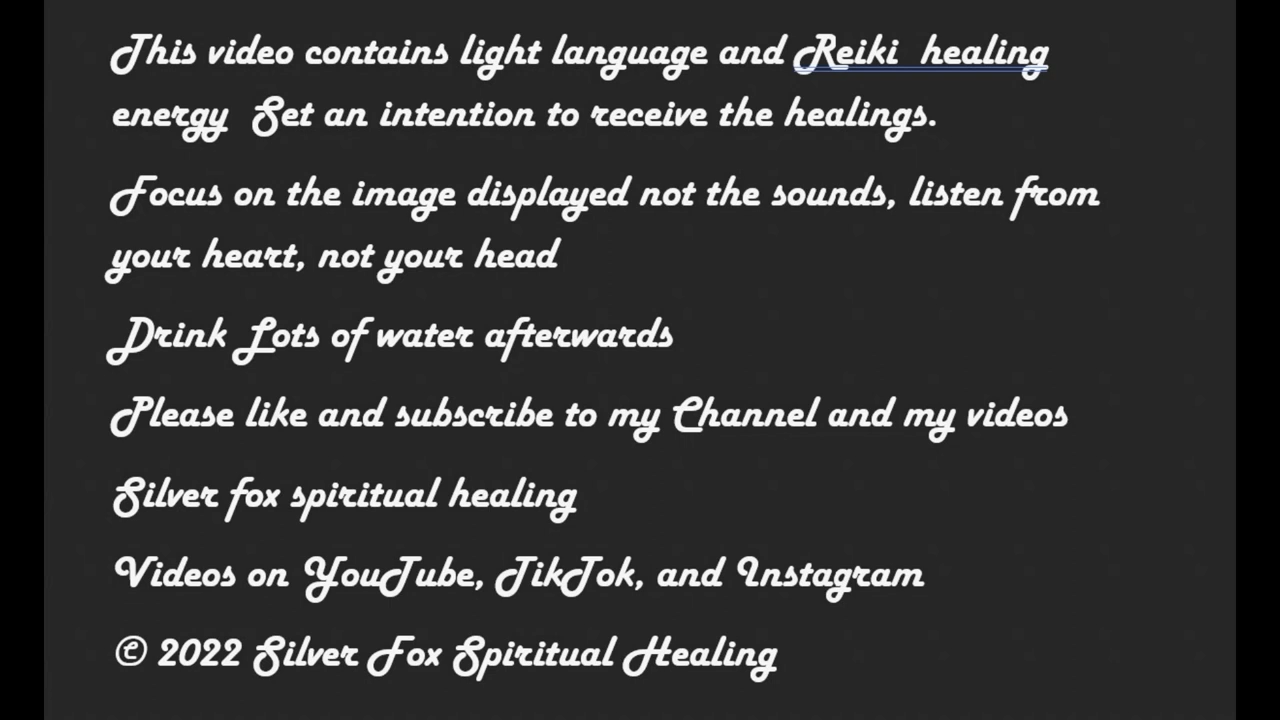 This video contains light language and Reiki  healing
energy  Set an intention to receive the healings.
Focus on the image displayed not the sounds, listen from
your heart, not your head
Drink Lots of water afterwards
Please like and subscribe to my Channel and my videos
Silver fox spiritual healing
Videos on YouTube, TikTok, and Instagram
© 2022 Silver Fox Spiritual Healing